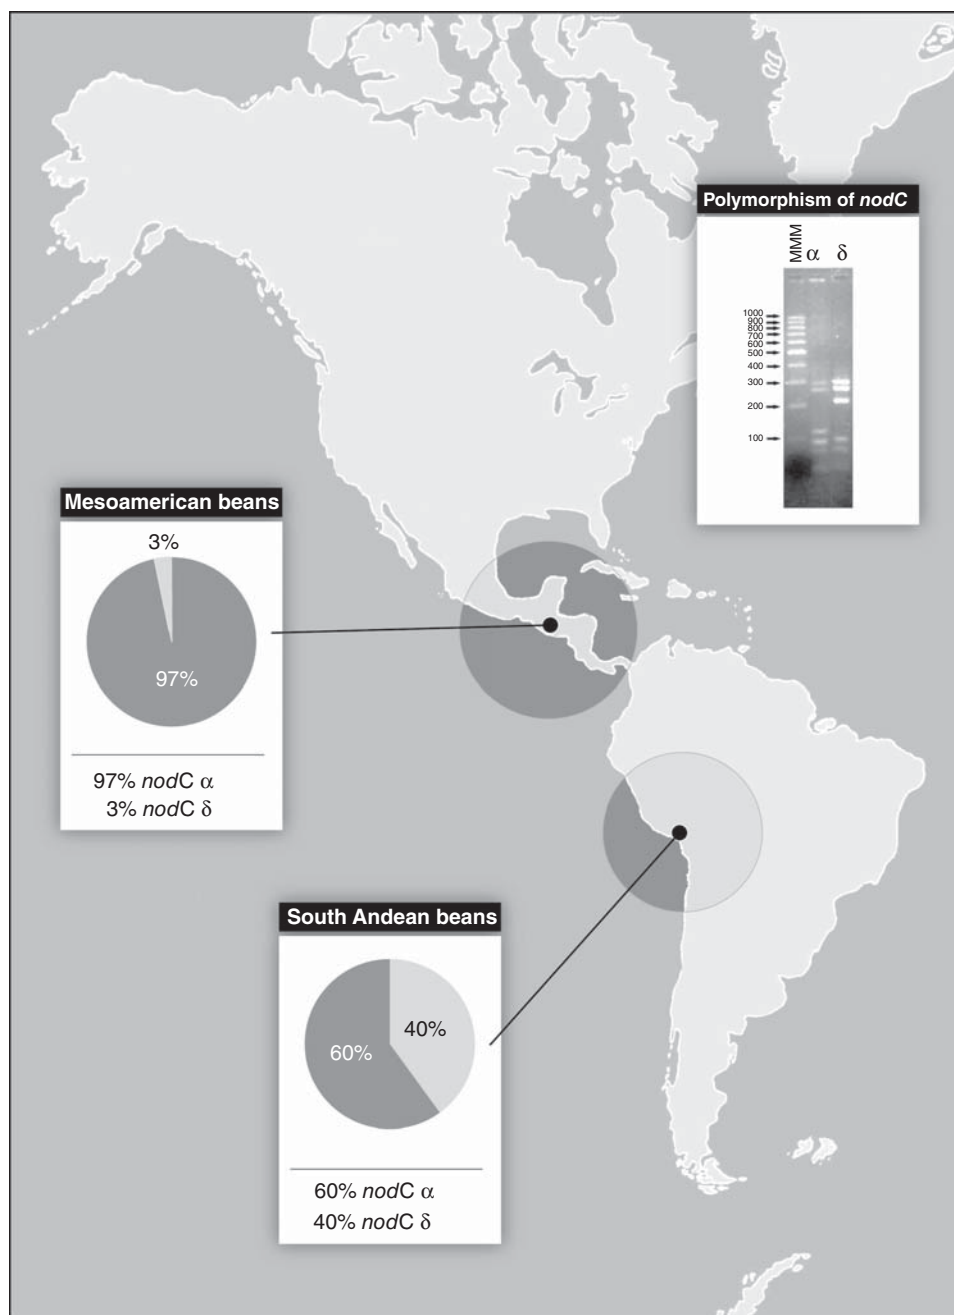 Polymorphism of nodC
MMM α δ
1000
900
800
700
600
500
400
300
200
100
Mesoamerican beans
3%
97%
97% nodC α
3% nodC δ
South Andean beans
40%
60%
60% nodC α
40% nodC δ